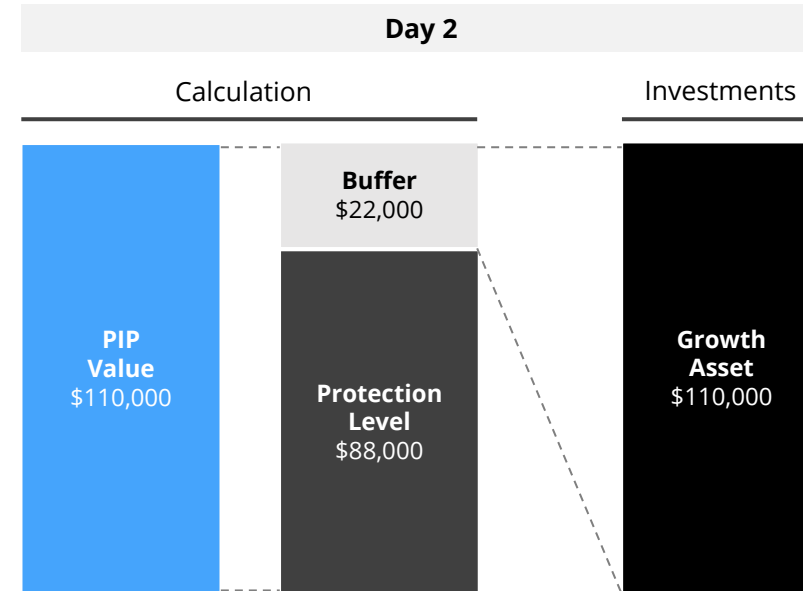 Day 2
Calculation
Investments
PIP
Value
$110,000
Buffer
$22,000
Protection
Level
$88,000
Growth
Asset
$110,000